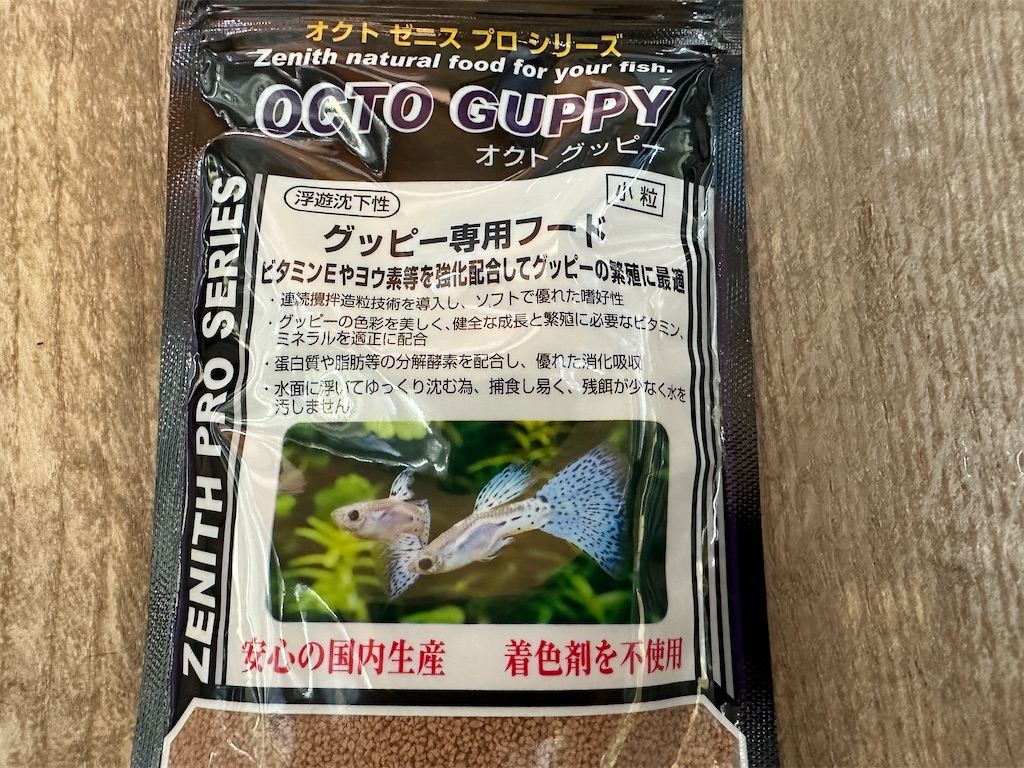 オクト ゼニス プロ シリーズ
Zenith natural food for your fish.
OCTO GUPPY
オクト グッピー
浮遊沈下性
小粒
グッピー専用フード
ビタミンEやヨウ素等を強化配合してグッピーの繁殖に最適
・連続攪拌造粒技術を導入し、ソフトで優れた嗜好性
・グッピーの色彩を美しく、健全な成長と繁殖に必要なビタミン、
ミネラルを適正に配合
・蛋白質や脂肪等の分解酵素を配合し、優れた消化吸収
・水面に浮いてゆっくり沈む為、捕食し易く、残餌が少なく水を
汚しません
ZENITH PRO SERIES
安心の国内生産 着色剤を不使用